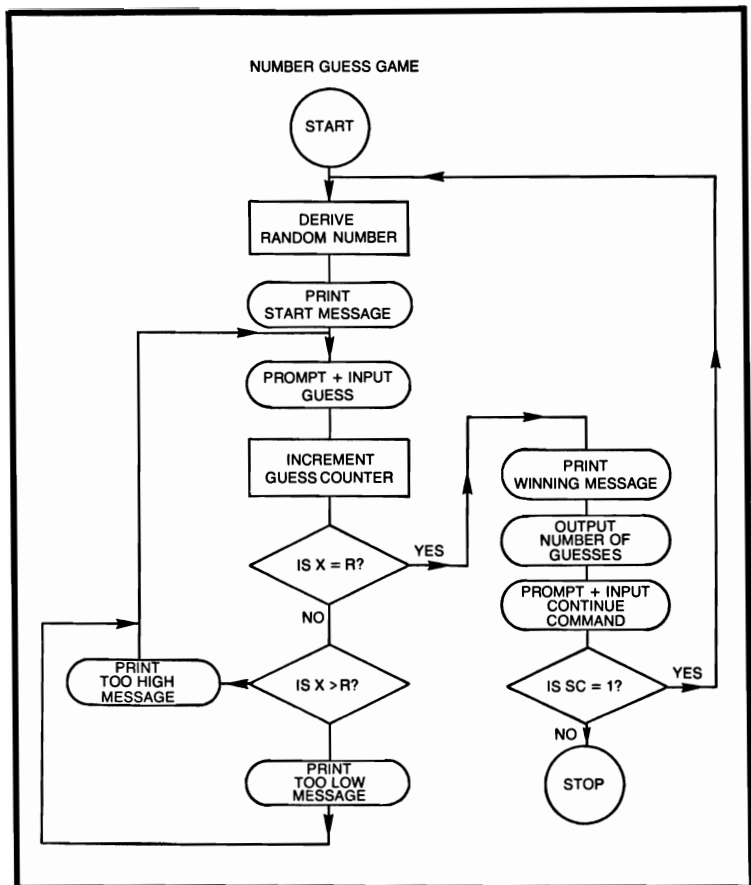 NUMBER GUESS GAME
START
DERIVE
RANDOM NUMBER
PRINT
START MESSAGE
PROMPT + INPUT
GUESS
INCREMENT
GUESS COUNTER
IS X = R?
YES
NO
IS X >R?
PRINT
TOO HIGH
MESSAGE
PRINT
TOO LOW
MESSAGE
PRINT
WINNING MESSAGE
OUTPUT
NUMBER OF
GUESSES
PROMPT + INPUT
CONTINUE
COMMAND
IS SC = 1?
YES
NO
STOP